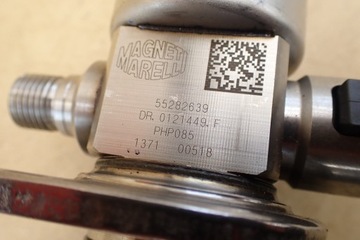 MAGNETI
MARELLI
55282639
DR. 0121449.F
PHP085
1371 00518